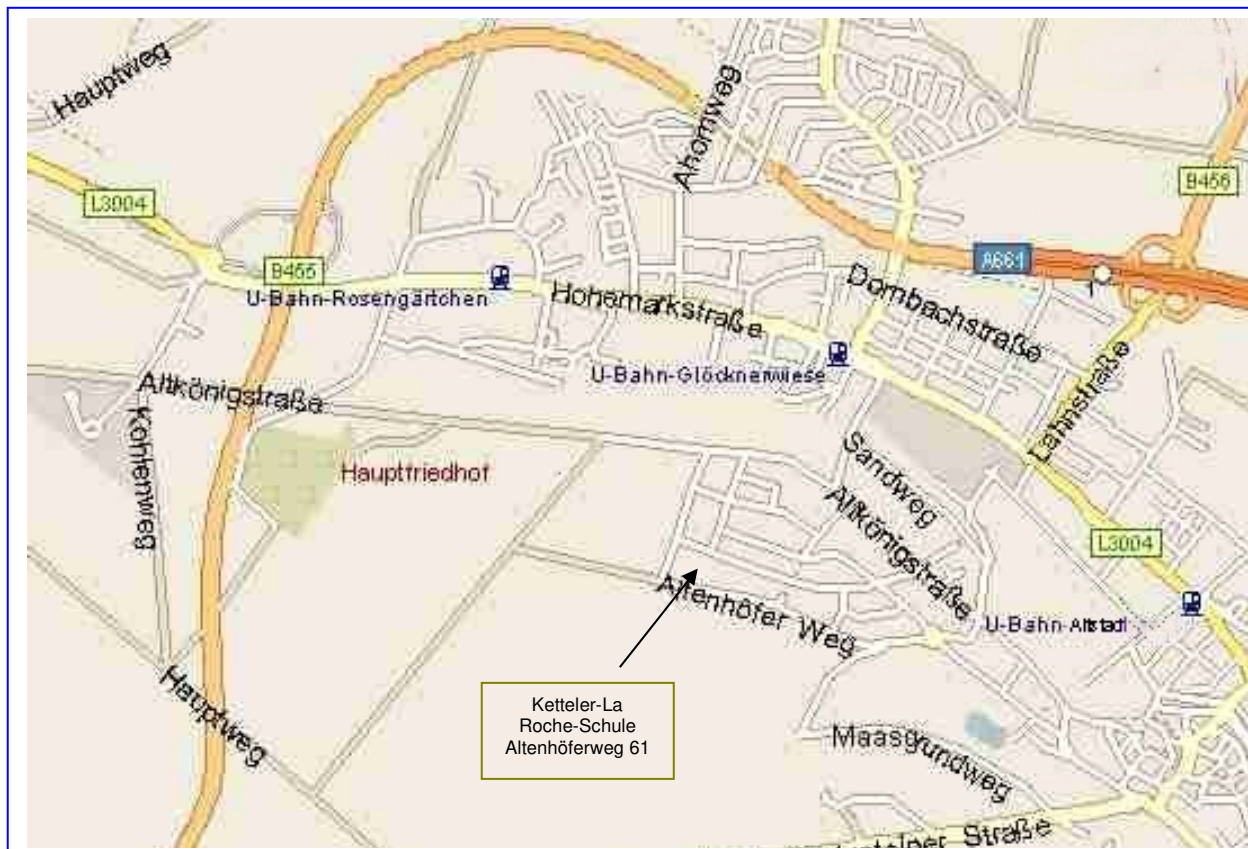 Hauptweg
Ahornweg
B456
L3004
B455
A661
U-Bahn-Rosengärtchen
Hohemarkstraße
Dornbachstraße
U-Bahn-Glöcknerwiese
Lahnstraße
Altkönigstraße
Kohlenweg
Hauptfriedhof
Sandweg
Altkönigstraße
L3004
Altenhöfer Weg
U-Bahn-Altstadt
Hauptweg
Ketteler-La
Roche-Schule
Altenhöferweg 61
Maasgrundweg
Straße